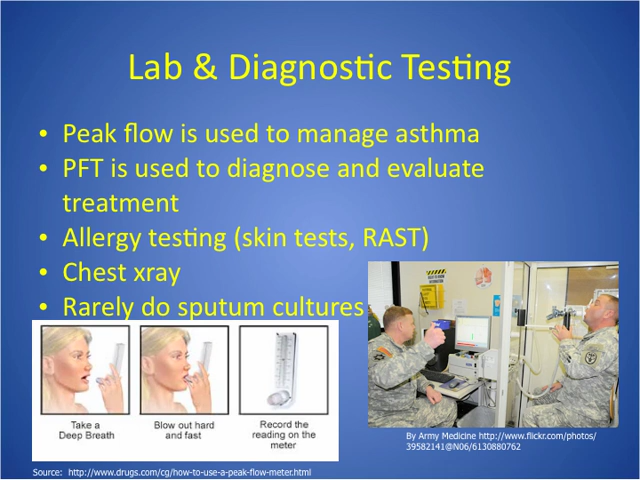 Lab & Diagnostic Testing
• Peak flow is used to manage asthma
• PFT is used to diagnose and evaluate
treatment
• Allergy testing (skin tests, RAST)
• Chest xray
• Rarely do sputum cultures
Take a
Deep Breath
Blow out hard
and fast
Record the
reading on the
meter
By Army Medicine http://www.flickr.com/photos/
39582141@N06/6130880762
Source: http://www.drugs.com/cg/how-to-use-a-peak-flow-meter.html